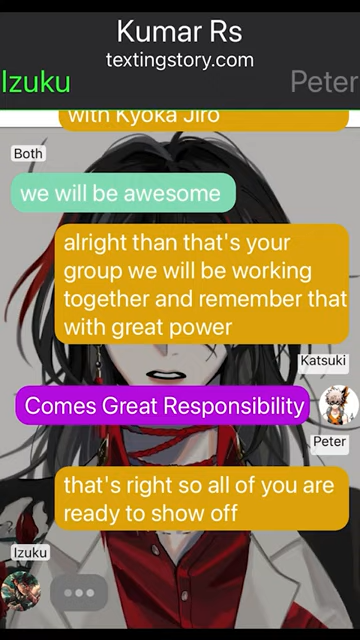 Kumar Rs
textingstory.com
Izuku
Peter
with Kyoka Jiro
Both
we will be awesome
alright than that's your
group we will be working
together and remember that
with great power
Katsuki
Comes Great Responsibility
Peter
that's right so all of you are
ready to show off
Izuku